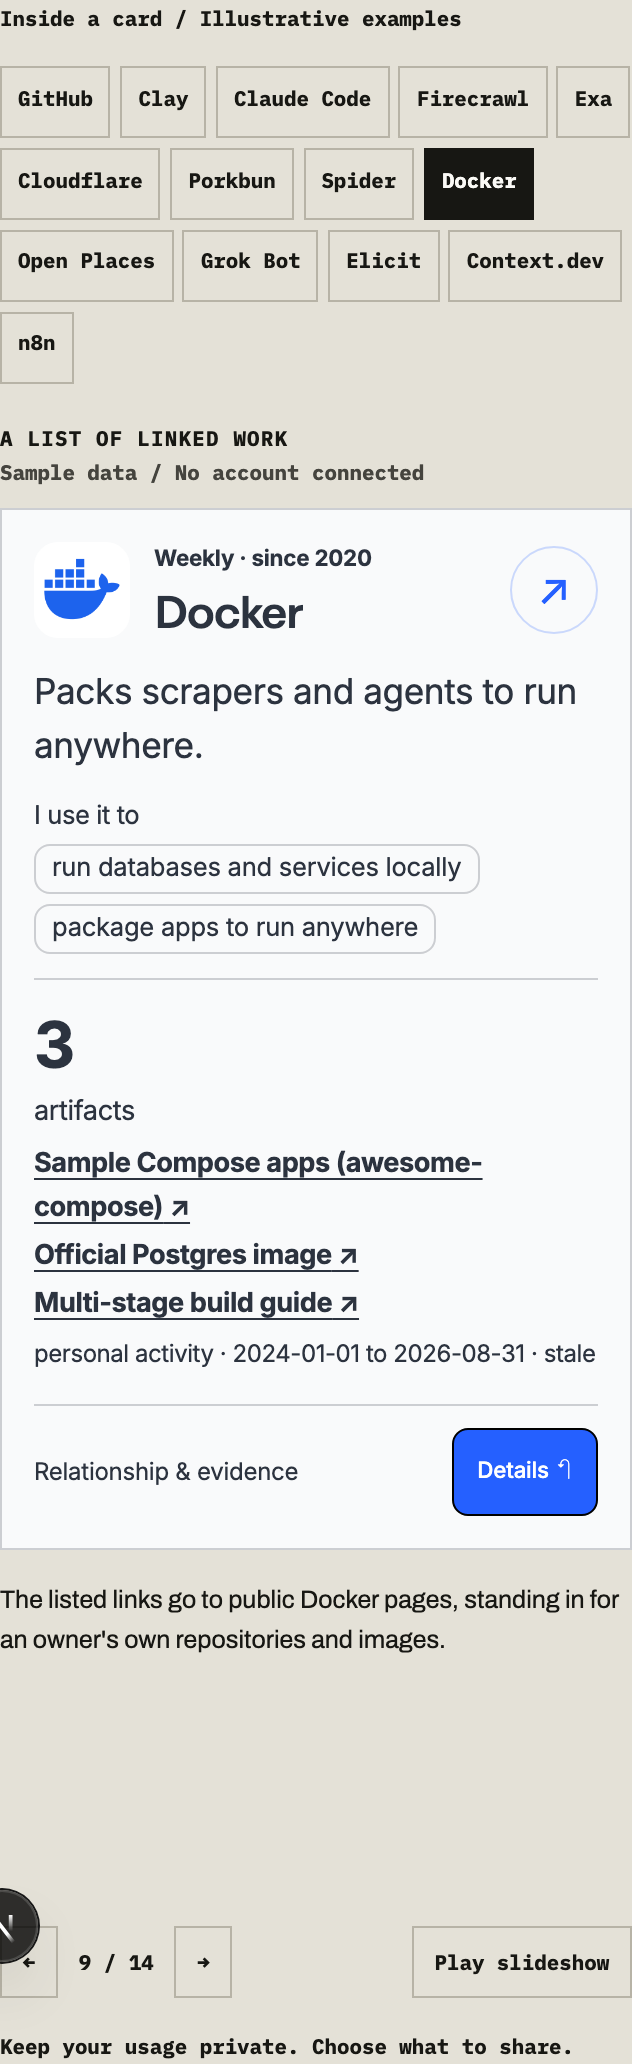 Inside a card / Illustrative examples
GitHub Clay Claude Code Firecrawl Exa
Cloudflare Porkbun Spider Docker
Open Places Grok Bot Elicit Context.dev
n8n
A LIST OF LINKED WORK
Sample data / No account connected
Weekly · since 2020
Docker
↗
Packs scrapers and agents to run
anywhere.
I use it to
run databases and services locally
package apps to run anywhere
3
artifacts
Sample Compose apps (awesome-
compose) ↗
Official Postgres image ↗
Multi-stage build guide ↗
personal activity · 2024-01-01 to 2026-08-31 · stale
Relationship & evidence
Details
The listed links go to public Docker pages, standing in for
an owner's own repositories and images.
N
← 9 / 14 → Play slideshow
Keep your usage private. Choose what to share.